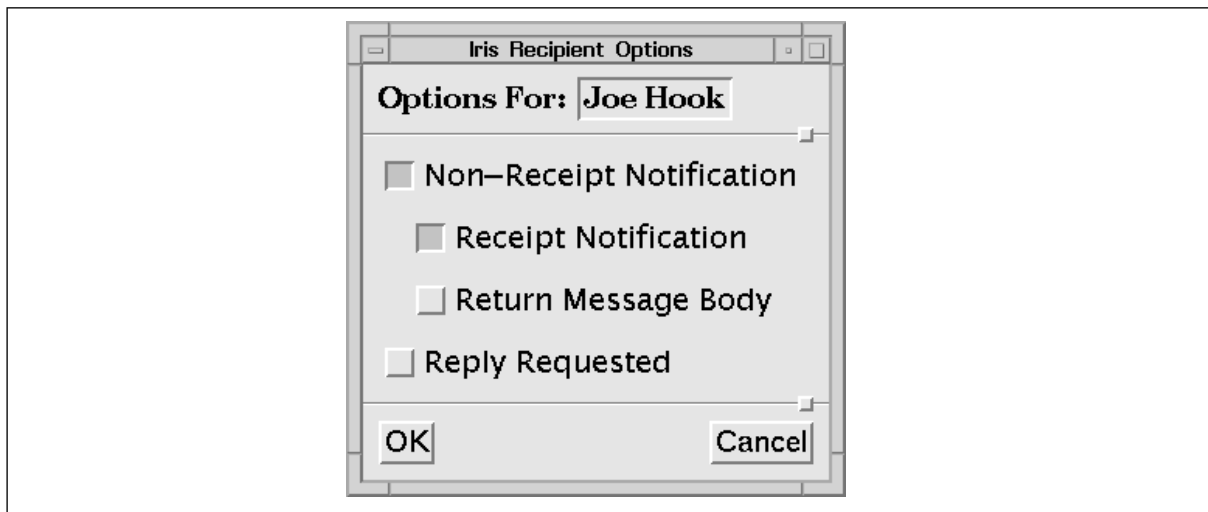 Iris Recipient Options
Options For: Joe Hook
Non-Receipt Notification
Receipt Notification
Return Message Body
Reply Requested
OK Cancel